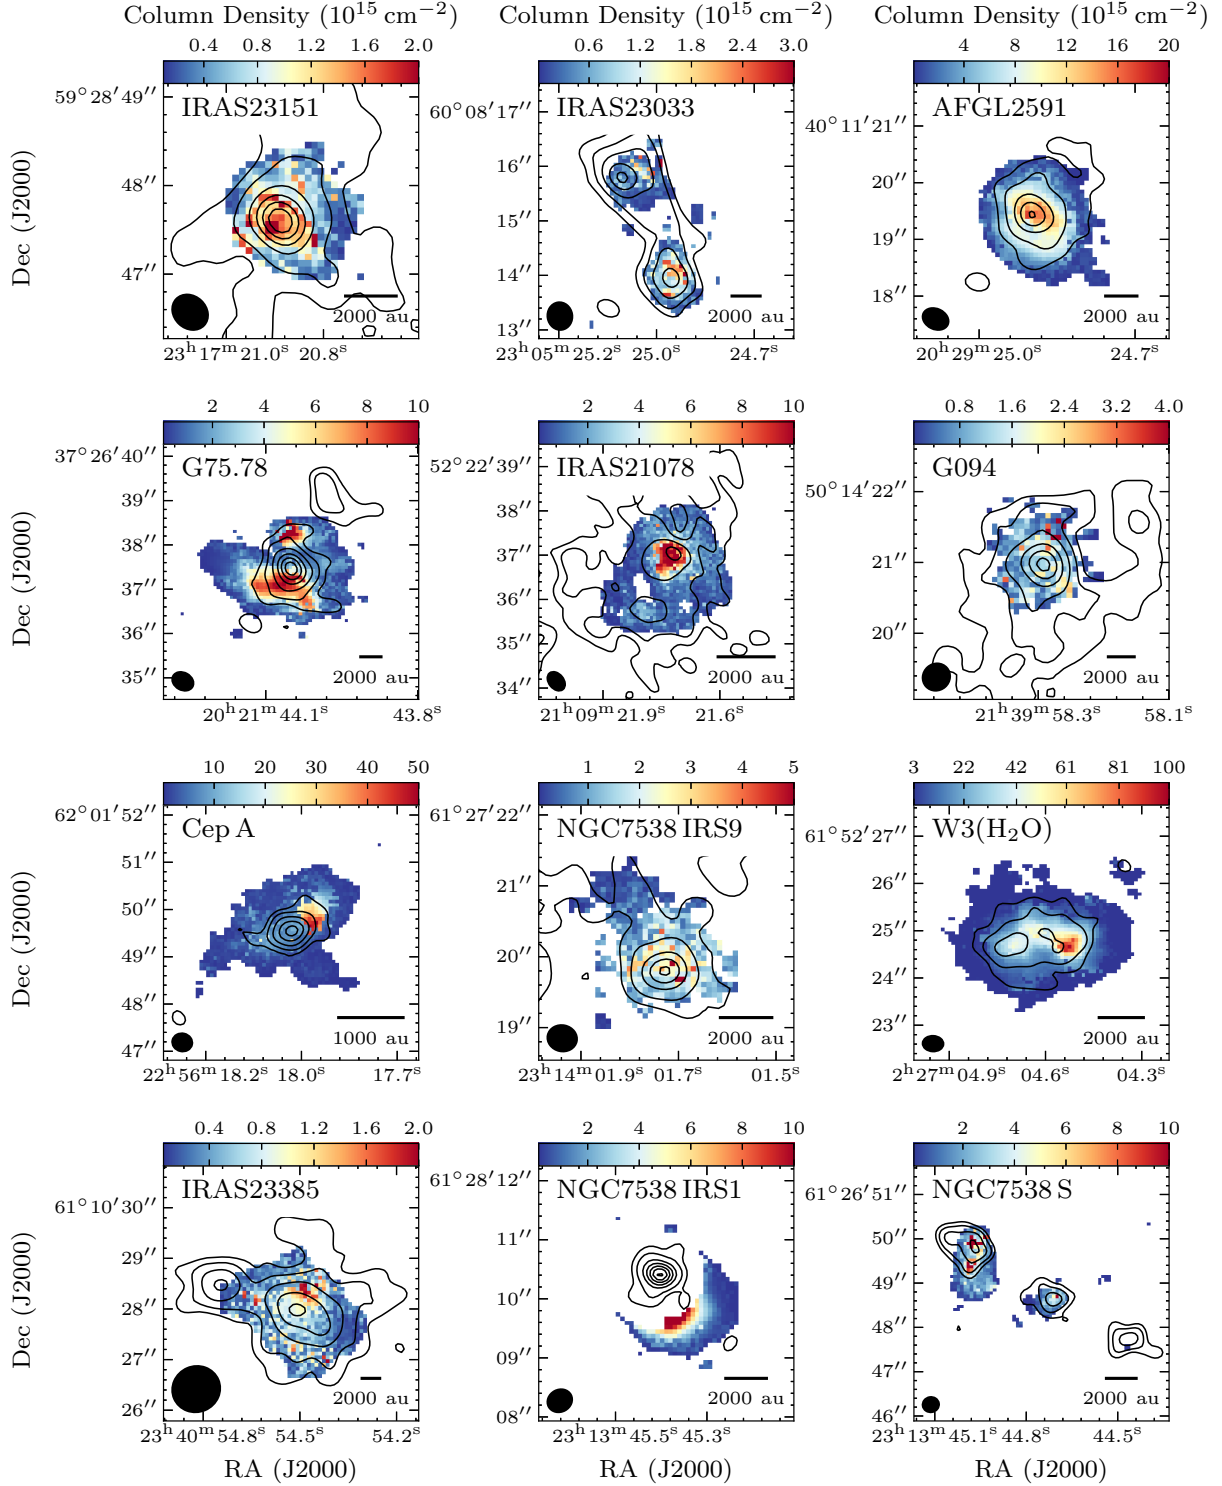 Column Density (10¹⁵ cm⁻²) Column Density (10¹⁵ cm⁻²) Column Density (10¹⁵ cm⁻²)
0.4 0.8 1.2 1.6 2.0 0.6 1.2 1.8 2.4 3.0 4 8 12 16 20
59°28′49″ IRAS23151 60°08′17″ IRAS23033 40°11′21″ AFGL2591
Dec (J2000)
48″ 16″ 20″
15″ 19″
47″ 14″ 18″
2000 au 13″ 2000 au 2000 au
23ʰ17ᵐ21.0ˢ 20.8ˢ 23ʰ05ᵐ25.2ˢ 25.0ˢ 24.7ˢ 20ʰ29ᵐ25.0ˢ 24.7ˢ
2 4 6 8 10 2 4 6 8 10 0.8 1.6 2.4 3.2 4.0
37°26′40″ G75.78 52°22′39″ IRAS21078 50°14′22″ G094
Dec (J2000)
39″ 38″
38″ 37″ 21″
37″ 36″
36″ 35″ 20″
35″ 2000 au 34″ 2000 au 2000 au
20ʰ21ᵐ44.1ˢ 43.8ˢ 21ʰ09ᵐ21.9ˢ 21.6ˢ 21ʰ39ᵐ58.3ˢ 58.1ˢ
10 20 30 40 50 1 2 3 4 5 3 22 42 61 81 100
62°01′52″ Cep A 61°27′22″ NGC7538 IRS9 61°52′27″ W3(H₂O)
Dec (J2000)
51″ 21″ 26″
50″ 25″
49″ 20″ 24″
48″ 19″ 23″
47″ 1000 au 2000 au 2000 au
22ʰ56ᵐ18.2ˢ 18.0ˢ 17.7ˢ 23ʰ14ᵐ01.9ˢ 01.7ˢ 01.5ˢ 2ʰ27ᵐ04.9ˢ 04.6ˢ 04.3ˢ
0.4 0.8 1.2 1.6 2.0 2 4 6 8 10 2 4 6 8 10
61°10′30″ IRAS23385 61°28′12″ NGC7538 IRS1 61°26′51″ NGC7538 S
Dec (J2000)
29″ 11″ 50″
28″ 10″ 49″
27″ 09″ 48″
47″
26″ 2000 au 08″ 2000 au 46″ 2000 au
23ʰ40ᵐ54.8ˢ 54.5ˢ 54.2ˢ 23ʰ13ᵐ45.5ˢ 45.3ˢ 23ʰ13ᵐ45.1ˢ 44.8ˢ 44.5ˢ
RA (J2000) RA (J2000) RA (J2000)